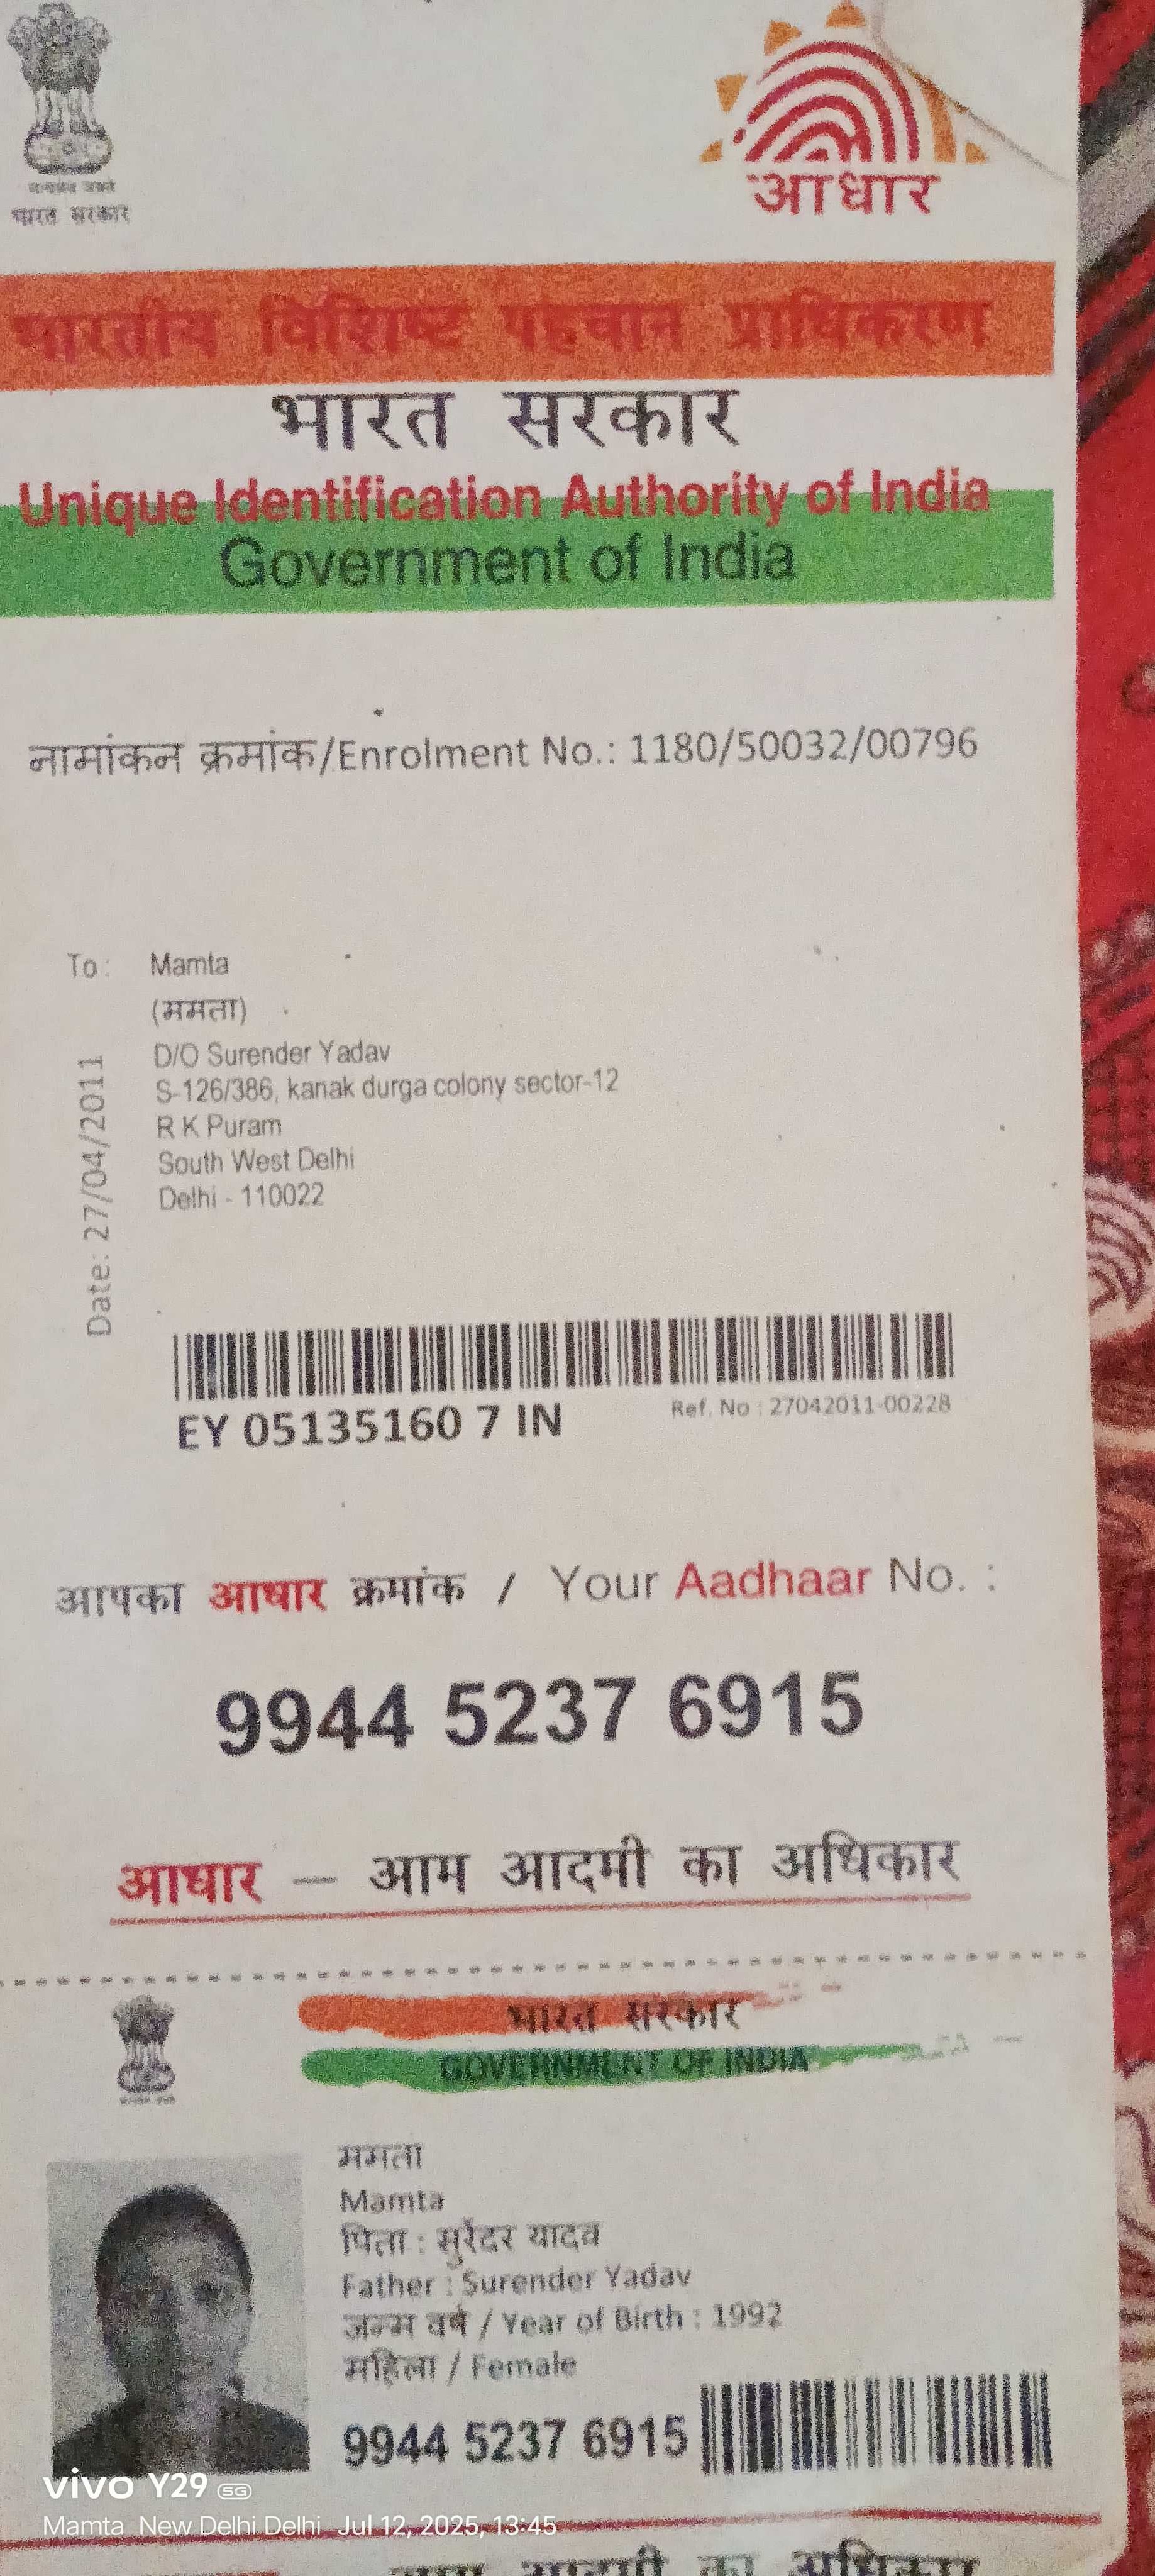 भारत सरकार
आधार
भारतीय विशिष्ट पहचान प्राधिकरण
भारत सरकार
Unique Identification Authority of India
Government of India
नामांकन क्रमांक/Enrolment No.: 1180/50032/00796
To : Mamta
(ममता)
D/O Surender Yadav
S-126/386, kanak durga colony sector-12
R K Puram
South West Delhi
Delhi - 110022
Date: 27/04/2011
EY 05135160 7 IN
Ref. No : 27042011-00228
आपका आधार क्रमांक / Your Aadhaar No. :
9944 5237 6915
आधार – आम आदमी का अधिकार
भारत सरकार
GOVERNMENT OF INDIA
ममता
Mamta
पिता : सुरेंदर यादव
Father : Surender Yadav
जन्म वर्ष / Year of Birth : 1992
महिला / Female
9944 5237 6915
vivo Y29 5G
Mamta New Delhi Delhi Jul 12, 2025, 13:45
आम आदमी का अधिकार